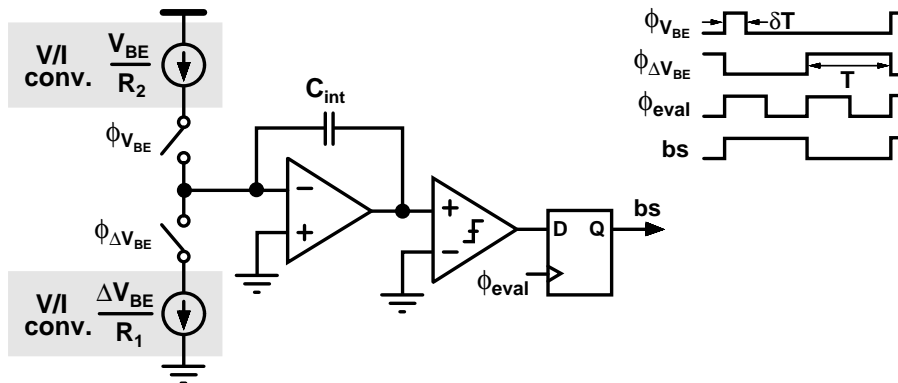 V/I conv. V_BE / R_2
ϕ_V_BE
ϕ_ΔV_BE
V/I conv. ΔV_BE / R_1
C_int
−
+
+
−
D Q
ϕ_eval
bs
ϕ_V_BE δT
ϕ_ΔV_BE T
ϕ_eval
bs